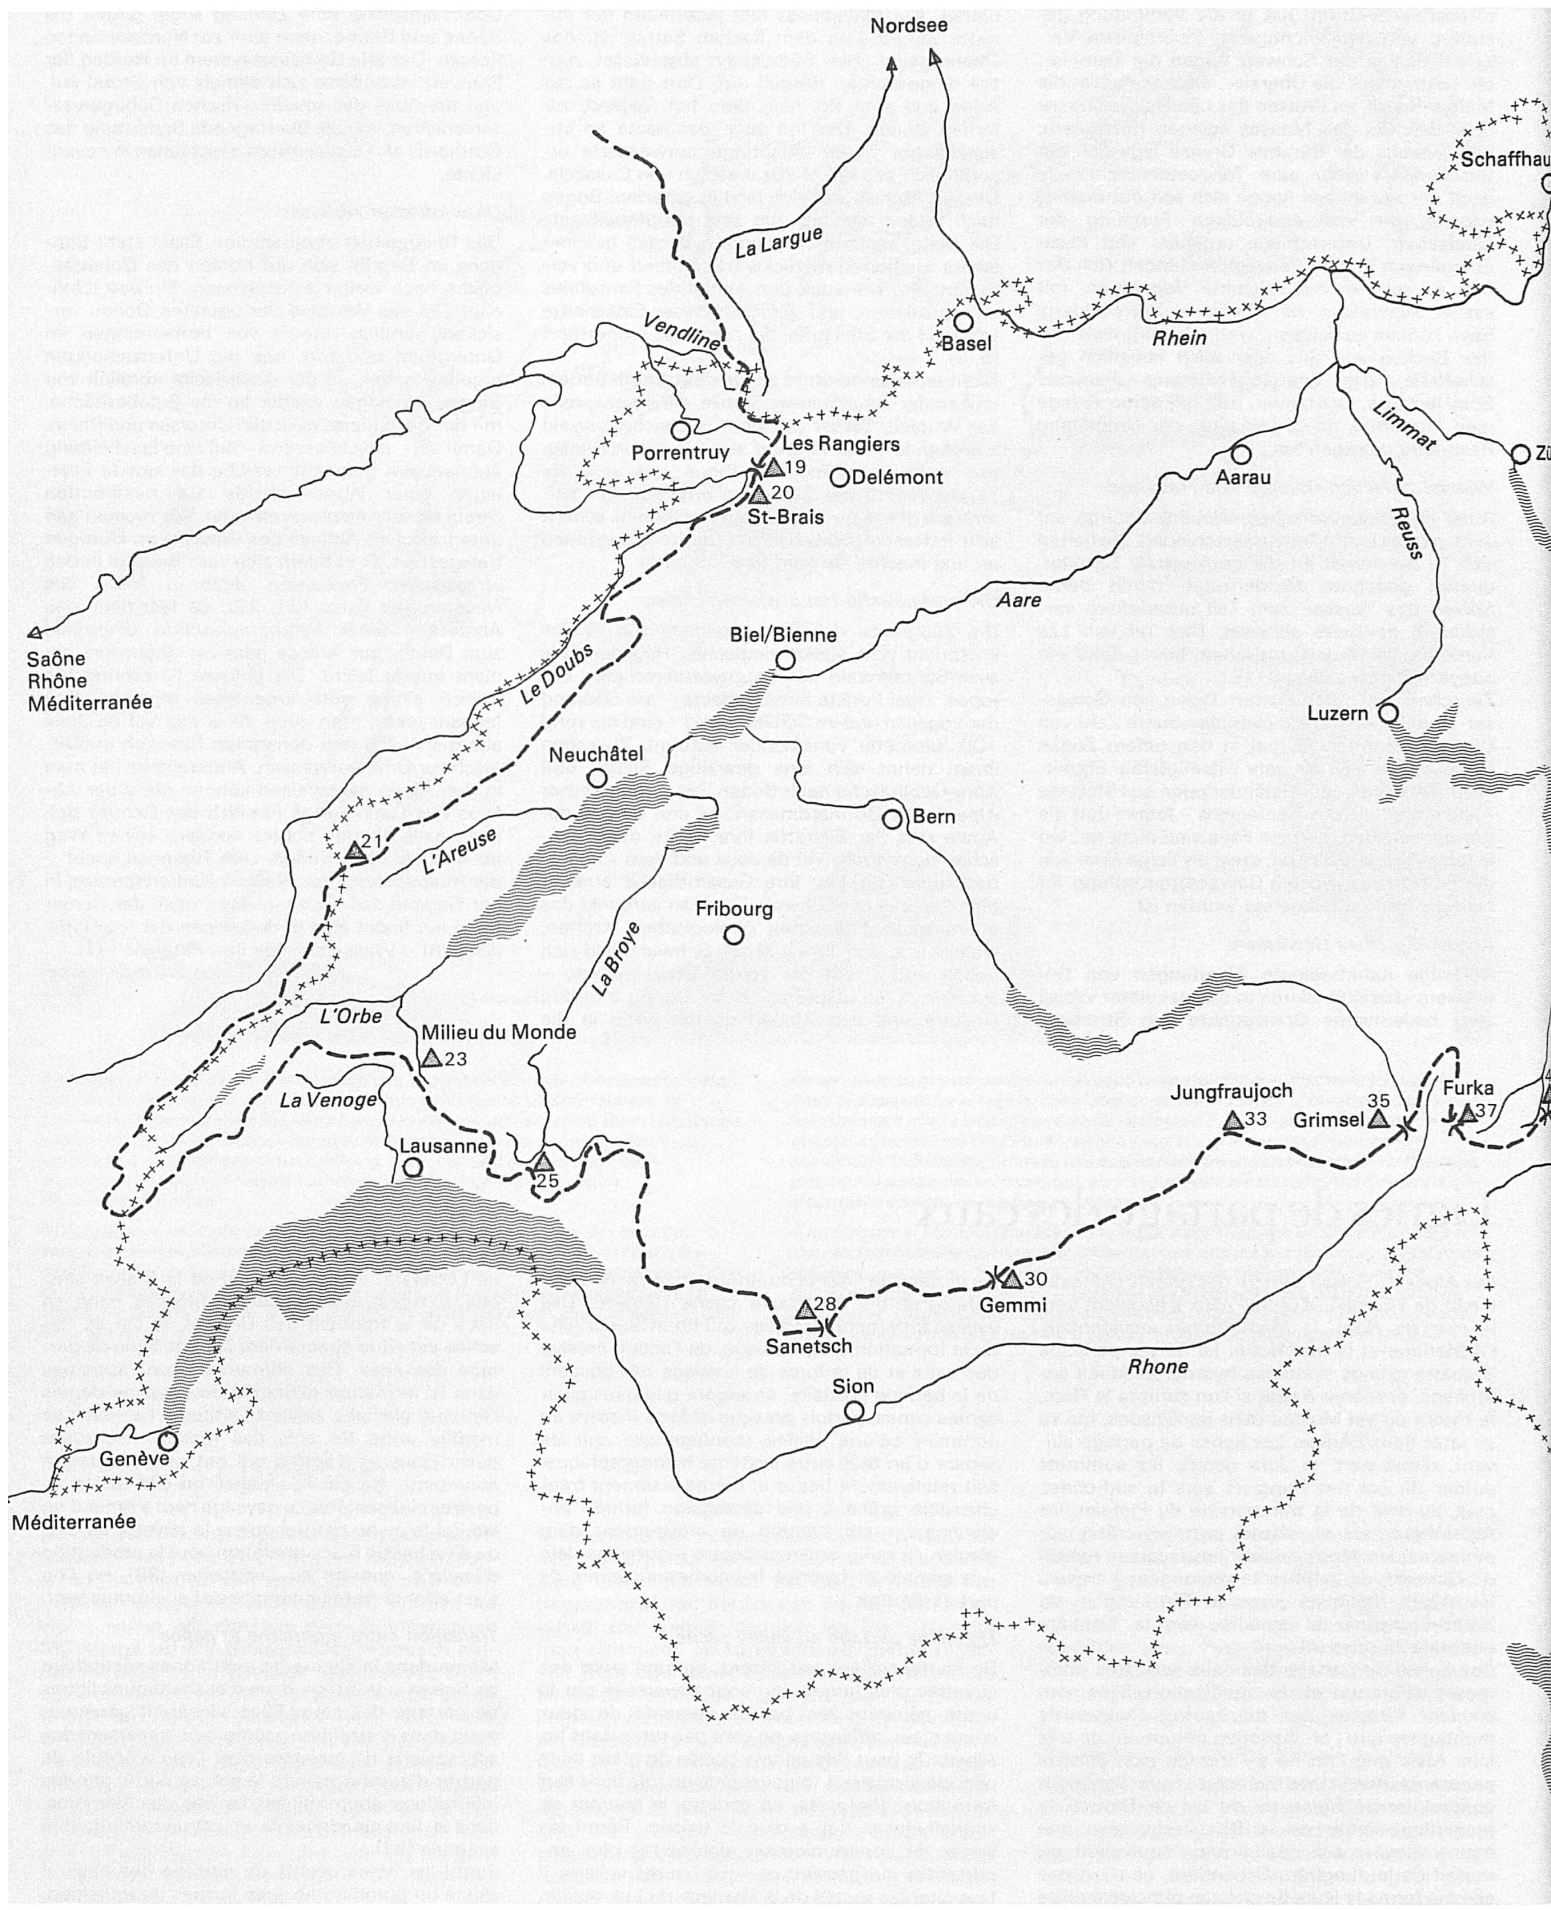 Nordsee
Schaffhau
La Largue
Vendline
Basel
Rhein
Limmat
Les Rangiers
Porrentruy
19
Delémont
20
St-Brais
Aarau
Zü
Reuss
Aare
Biel/Bienne
Saône
Rhône
Méditerranée
Le Doubs
Luzern
Neuchâtel
Bern
21
L'Areuse
Fribourg
La Broye
L'Orbe
Milieu du Monde
23
La Venoge
Jungfraujoch
33
Grimsel
35
Furka
37
4
Lausanne
25
30
Gemmi
28
Sanetsch
Rhone
Sion
Genève
Méditerranée